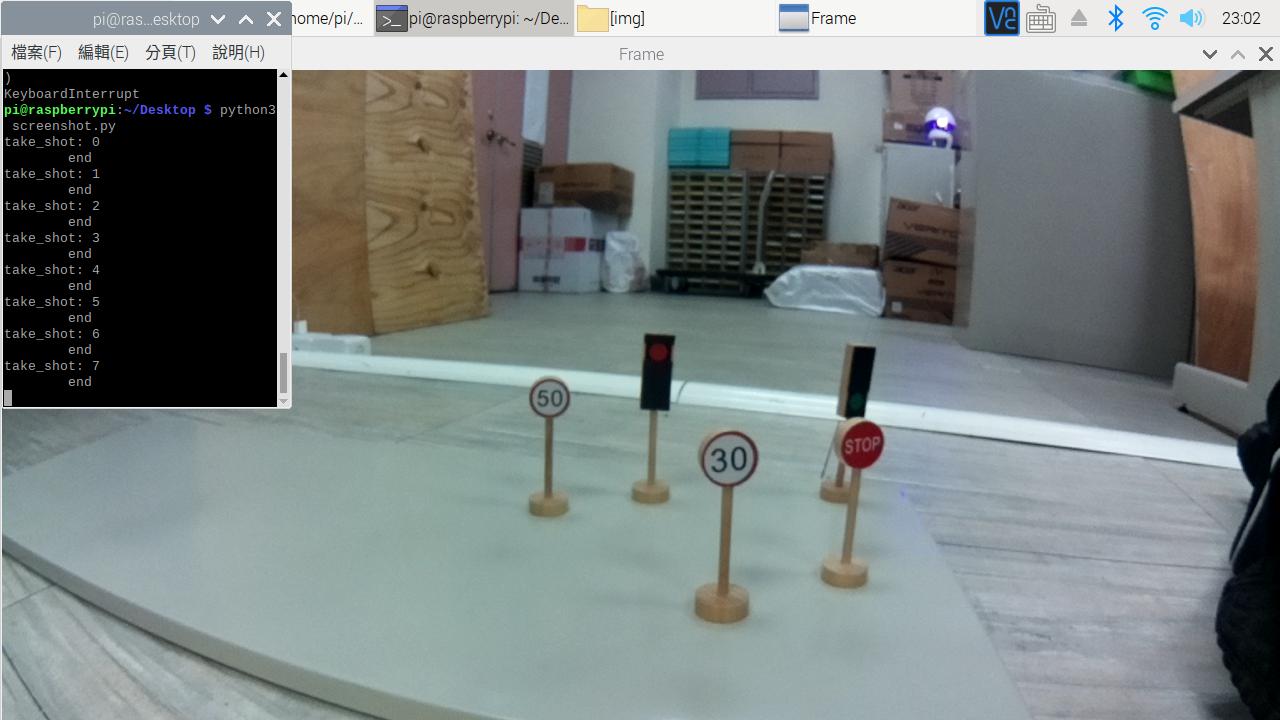 pi@ras...esktop
home/pi/...
pi@raspberrypi: ~/De...
[img]
Frame
23:02
檔案(F) 編輯(E) 分頁(T) 說明(H)
Frame
)
KeyboardInterrupt
pi@raspberrypi:~/Desktop $ python3
screenshot.py
take_shot: 0
end
take_shot: 1
end
take_shot: 2
end
take_shot: 3
end
take_shot: 4
end
take_shot: 5
end
take_shot: 6
end
take_shot: 7
end
50
30
STOP
acer